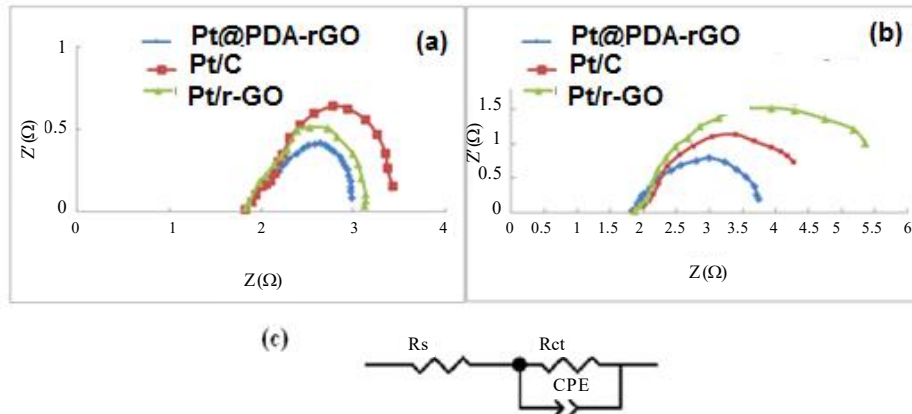 Pt@PDA-rGO
(a)
Pt/C
Pt/r-GO
1
0.5
0
Z'(Ω)
0 1 2 3 4
Z (Ω)
Pt@PDA-rGO
(b)
Pt/C
Pt/r-GO
1.5
1
0.5
0
Z'(Ω)
0 0.5 1 1.5 2 2.5 3 3.5 4 4.5 5 5.5 6
Z (Ω)
(c)
Rs Rct
CPE